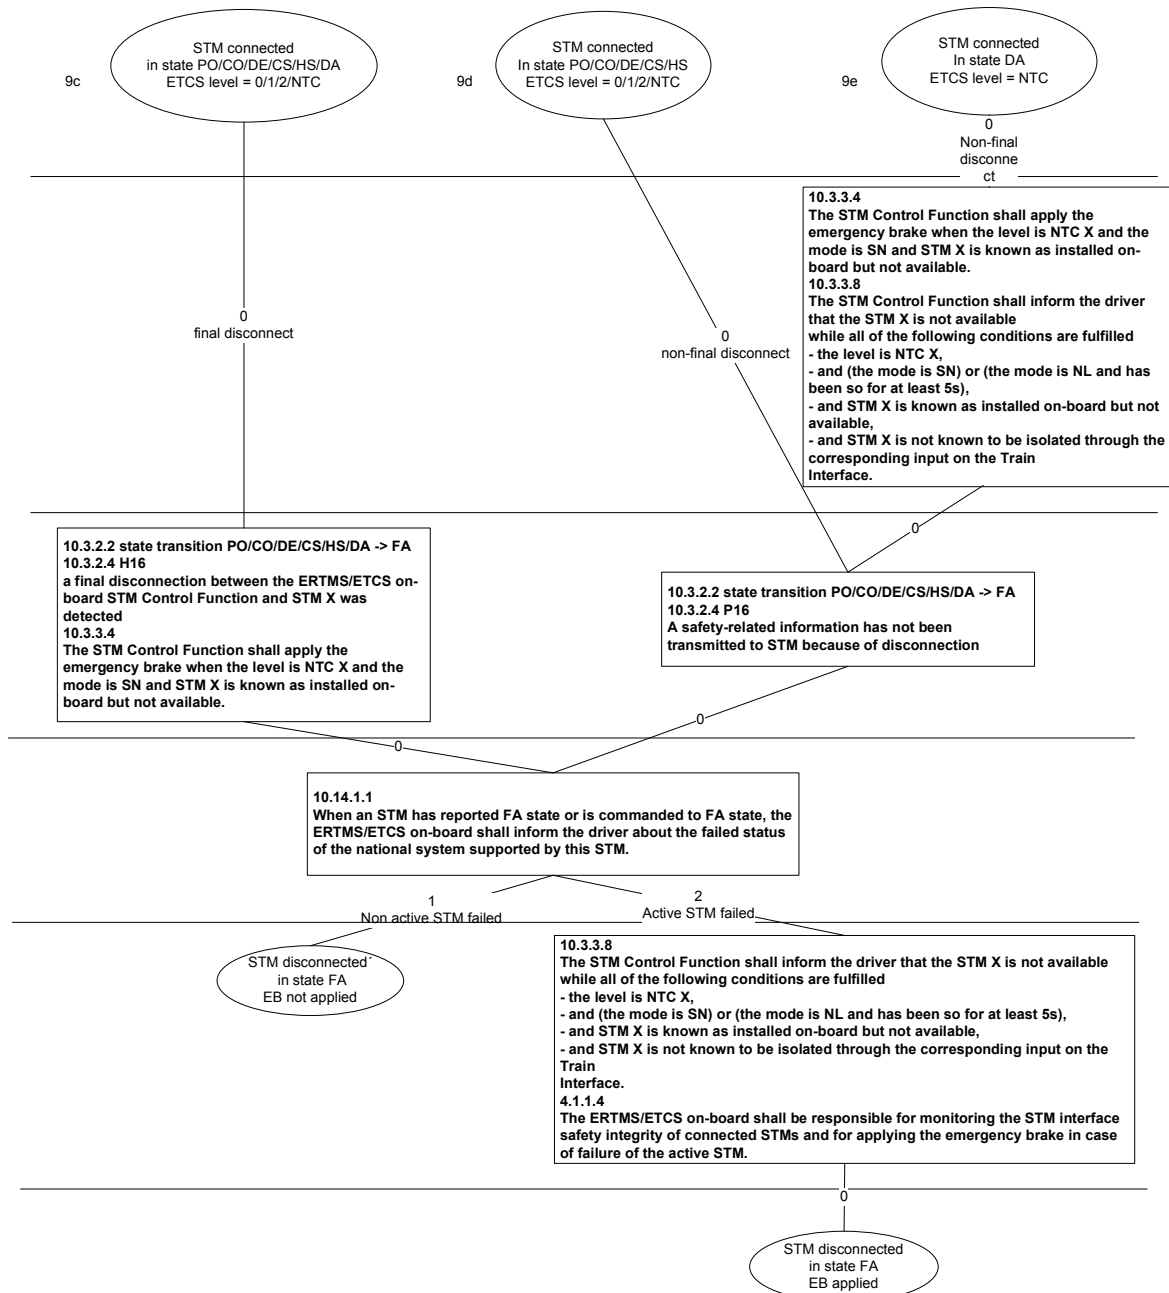 STM connected
in state PO/CO/DE/CS/HS/DA
ETCS level = 0/1/2/NTC
9c
STM connected
In state PO/CO/DE/CS/HS
ETCS level = 0/1/2/NTC
9d
STM connected
In state DA
ETCS level = NTC
9e
0
Non-final
disconne
ct
10.3.3.4
The STM Control Function shall apply the
emergency brake when the level is NTC X and the
mode is SN and STM X is known as installed on-
board but not available.
10.3.3.8
The STM Control Function shall inform the driver
that the STM X is not available
while all of the following conditions are fulfilled
- the level is NTC X,
- and (the mode is SN) or (the mode is NL and has
been so for at least 5s),
- and STM X is known as installed on-board but not
available,
- and STM X is not known to be isolated through the
corresponding input on the Train
Interface.
0
final disconnect
0
non-final disconnect
0
10.3.2.2 state transition PO/CO/DE/CS/HS/DA -> FA
10.3.2.4 H16
a final disconnection between the ERTMS/ETCS on-
board STM Control Function and STM X was
detected
10.3.3.4
The STM Control Function shall apply the
emergency brake when the level is NTC X and the
mode is SN and STM X is known as installed on-
board but not available.
10.3.2.2 state transition PO/CO/DE/CS/HS/DA -> FA
10.3.2.4 P16
A safety-related information has not been
transmitted to STM because of disconnection
0
0
10.14.1.1
When an STM has reported FA state or is commanded to FA state, the
ERTMS/ETCS on-board shall inform the driver about the failed status
of the national system supported by this STM.
1
Non active STM failed
2
Active STM failed
STM disconnected´
in state FA
EB not applied
10.3.3.8
The STM Control Function shall inform the driver that the STM X is not available
while all of the following conditions are fulfilled
- the level is NTC X,
- and (the mode is SN) or (the mode is NL and has been so for at least 5s),
- and STM X is known as installed on-board but not available,
- and STM X is not known to be isolated through the corresponding input on the
Train
Interface.
4.1.1.4
The ERTMS/ETCS on-board shall be responsible for monitoring the STM interface
safety integrity of connected STMs and for applying the emergency brake in case
of failure of the active STM.
0
STM disconnected
in state FA
EB applied